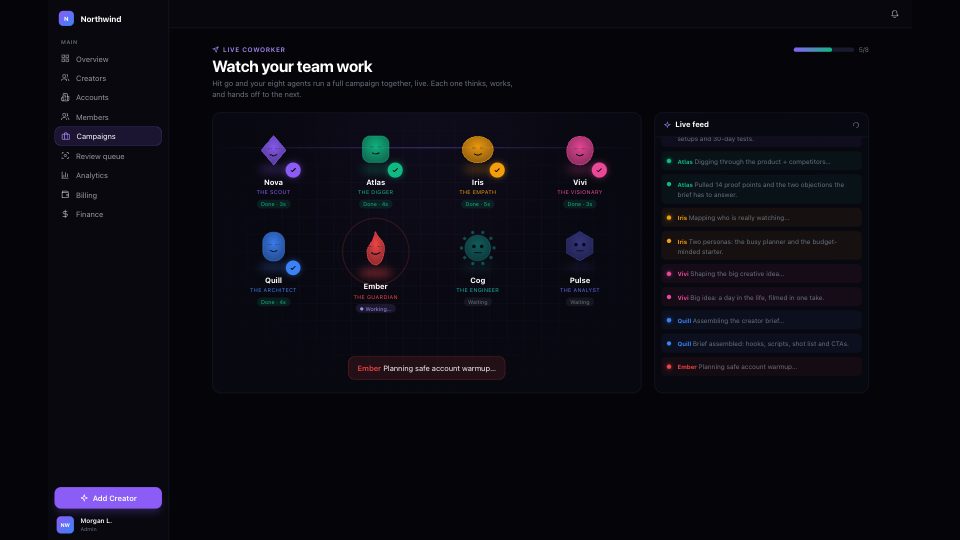 N
Northwind
MAIN
Overview
Creators
Accounts
Members
Campaigns
Review queue
Analytics
Billing
Finance
Add Creator
NW
Morgan L.
Admin
LIVE COWORKER
5/8
Watch your team work
Hit go and your eight agents run a full campaign together, live. Each one thinks, works,
and hands off to the next.
Nova
THE SCOUT
Done · 3s
Atlas
THE DIGGER
Done · 4s
Iris
THE EMPATH
Done · 5s
Vivi
THE VISIONARY
Done · 3s
Quill
THE ARCHITECT
Done · 4s
Ember
THE GUARDIAN
Working...
Cog
THE ENGINEER
Waiting
Pulse
THE ANALYST
Waiting
Ember Planning safe account warmup...
Live feed
setups and 30-day tests.
Atlas Digging through the product + competitors...
Atlas Pulled 14 proof points and the two objections the
brief has to answer.
Iris Mapping who is really watching...
Iris Two personas: the busy planner and the budget-
minded starter.
Vivi Shaping the big creative idea...
Vivi Big idea: a day in the life, filmed in one take.
Quill Assembling the creator brief...
Quill Brief assembled: hooks, scripts, shot list and CTAs.
Ember Planning safe account warmup...